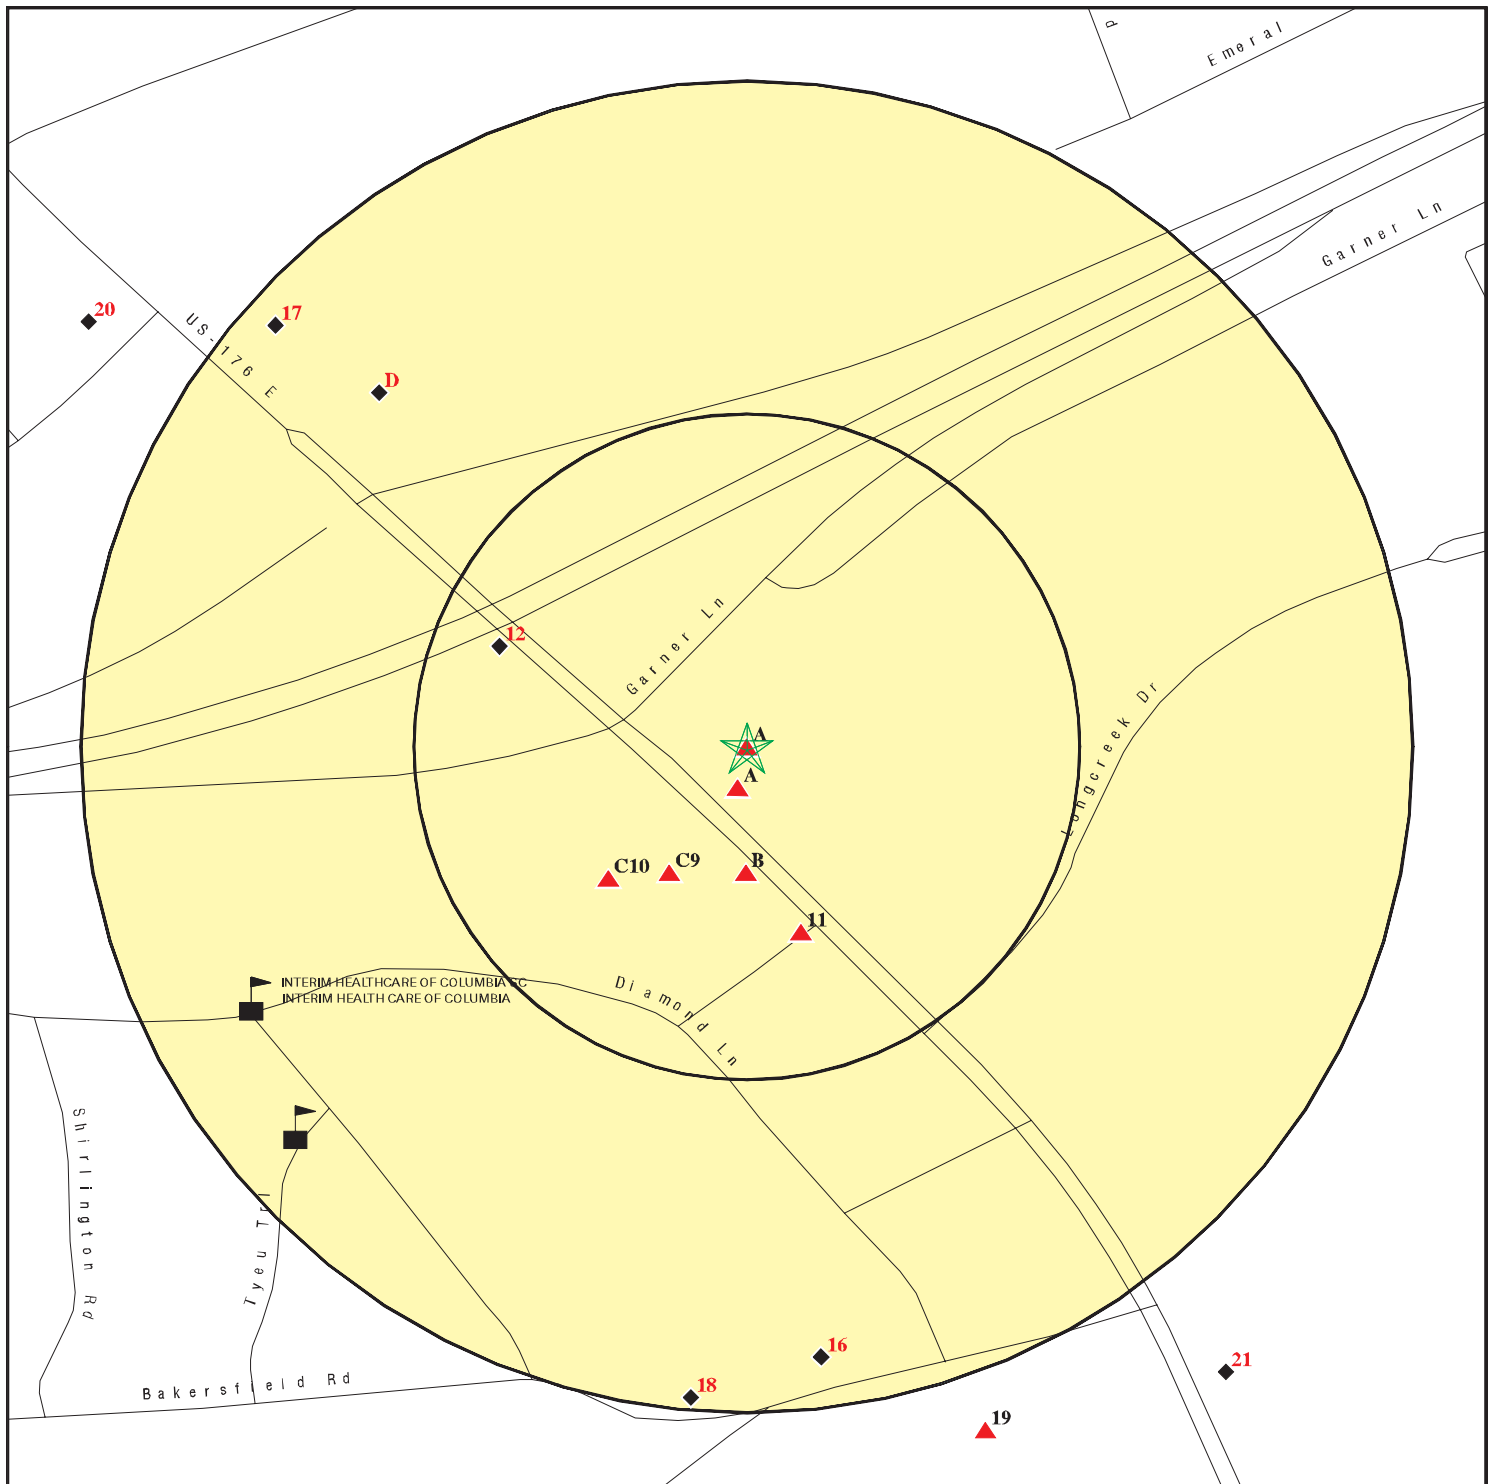 d
Emeral
Garner Ln
20
17
US-176 E
D
12
Garner Ln
Longcreek Dr
A
A
C10
C9
B
11
INTERIM HEALTHCARE OF COLUMBIA SC
INTERIM HEALTH CARE OF COLUMBIA
Diamond Ln
Shirlington Rd
Tyeu Trl
Bakersfield Rd
16
18
21
19